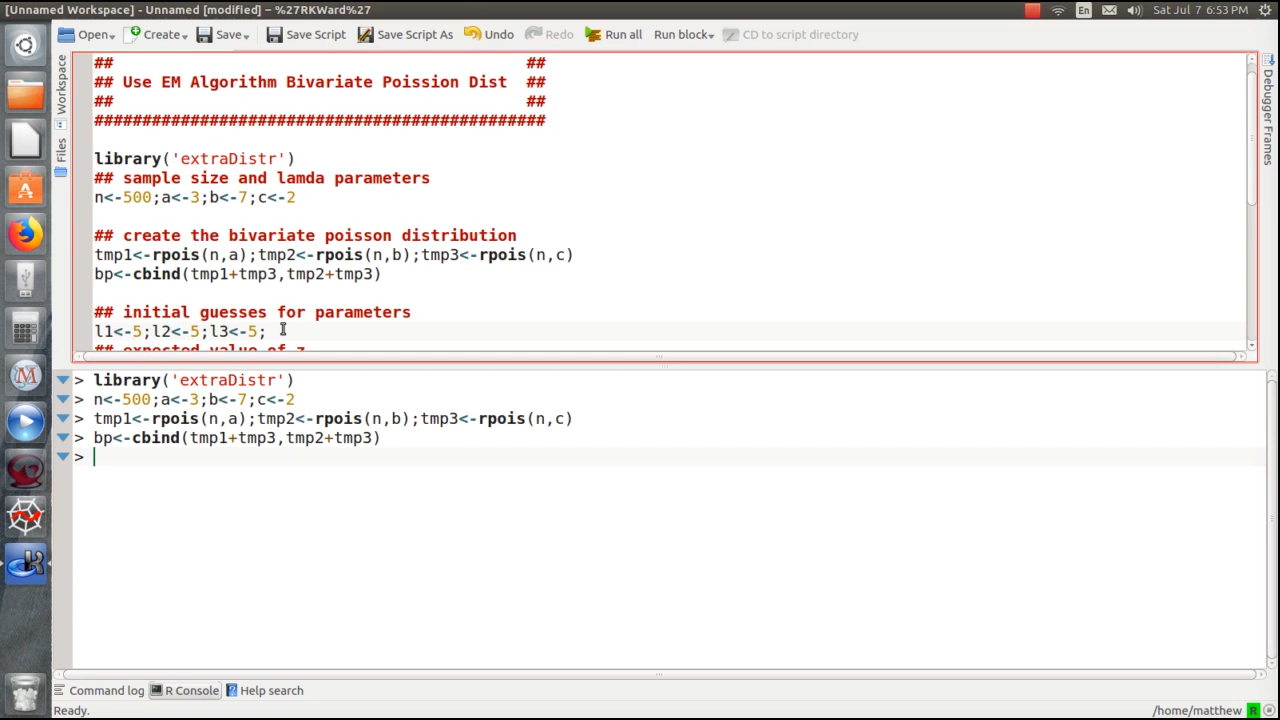 [Unnamed Workspace] - Unnamed [modified] – %27RKWard%27
En
Sat Jul 7 6:53 PM
Open
Create
Save
Save Script
Save Script As
Undo
Redo
Run all
Run block
CD to script directory
Workspace
Files
Debugger Frames
## ##
## Use EM Algorithm Bivariate Poission Dist ##
## ##
###############################################
library('extraDistr')
## sample size and lamda parameters
n<-500;a<-3;b<-7;c<-2
## create the bivariate poisson distribution
tmp1<-rpois(n,a);tmp2<-rpois(n,b);tmp3<-rpois(n,c)
bp<-cbind(tmp1+tmp3,tmp2+tmp3)
## initial guesses for parameters
l1<-5;l2<-5;l3<-5;
## expected value of z
> library('extraDistr')
> n<-500;a<-3;b<-7;c<-2
> tmp1<-rpois(n,a);tmp2<-rpois(n,b);tmp3<-rpois(n,c)
> bp<-cbind(tmp1+tmp3,tmp2+tmp3)
>
Command log
R Console
Help search
Ready.
/home/matthew
R